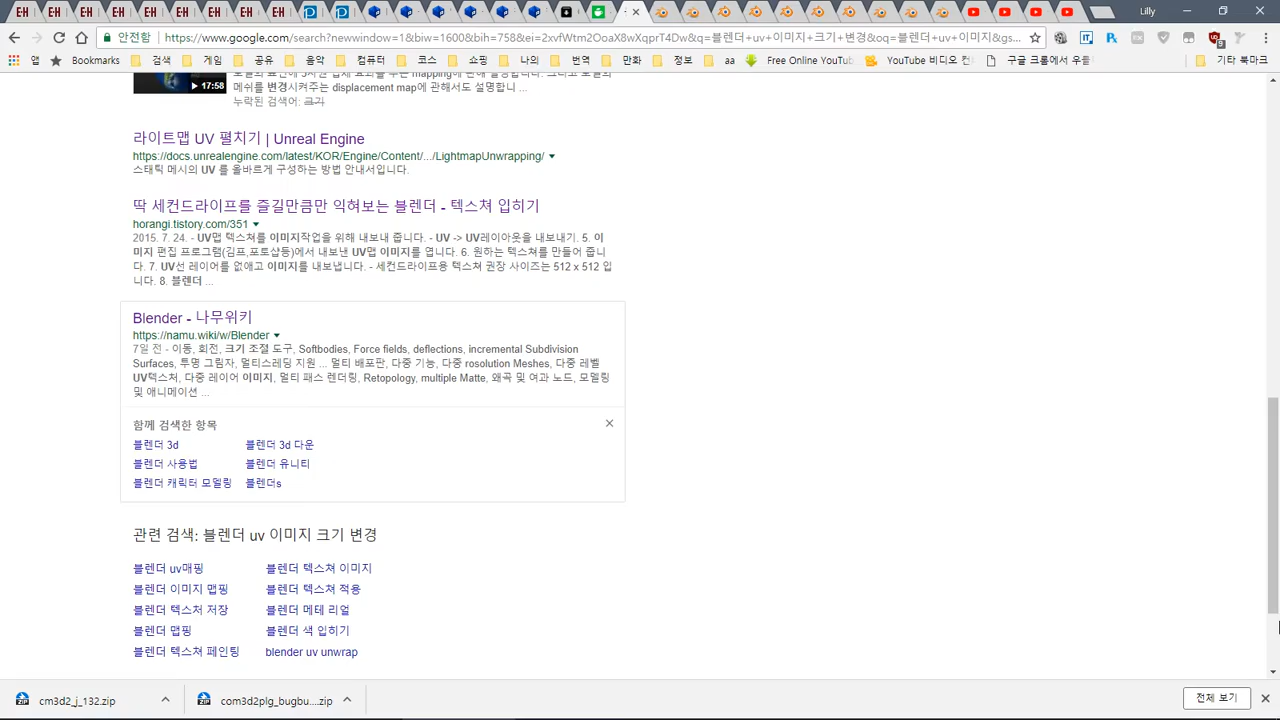 Lilly
안전함
https://www.google.com/search?newwindow=1&biw=1600&bih=758&ei=2xvfWtm2OoaX8wXqprT4Dw&q=블렌더+uv+이미지+크기+변경&oq=블렌더+uv+이미지&gs...
앱 Bookmarks 검색 게임 공유 음악 컴퓨터 코스 쇼핑 나의 번역 만화 정보 aa Free Online YouTub YouTube 비디오 컨 구글 크롬에서 우클 기타 북마크
17:58
메쉬를 변경시켜주는 displacement map에 관해서도 설명합니 ...
누락된 검색어: 크기
라이트맵 UV 펼치기 | Unreal Engine
https://docs.unrealengine.com/latest/KOR/Engine/Content/.../LightmapUnwrapping/
스태틱 메시의 UV 를 올바르게 구성하는 방법 안내서입니다.
딱 세컨드라이프를 즐길만큼만 익혀보는 블렌더 - 텍스쳐 입히기
horangi.tistory.com/351
2015. 7. 24. - UV맵 텍스쳐를 이미지작업을 위해 내보내 줍니다. - UV -> UV레이아웃을 내보내기. 5. 이
미지 편집 프로그램(김프,포토샵등)에서 내보낸 UV맵 이미지를 엽니다. 6. 원하는 텍스쳐를 만들어 줍니
다. 7. UV선 레이어를 없애고 이미지를 내보냅니다. - 세컨드라이프용 텍스쳐 권장 사이즈는 512 x 512 입
니다. 8. 블렌더 ...
Blender - 나무위키
https://namu.wiki/w/Blender
7일 전 - 이동, 회전, 크기 조절 도구, Softbodies, Force fields, deflections, incremental Subdivision
Surfaces, 투명 그림자, 멀티스레딩 지원 ... 멀티 배포판, 다중 기능, 다중 rosolution Meshes, 다중 레벨
UV텍스처, 다중 레이어 이미지, 멀티 패스 렌더링, Retopology, multiple Matte, 왜곡 및 여과 노드, 모델링
및 애니메이션 ...
함께 검색한 항목
블렌더 3d 블렌더 3d 다운
블렌더 사용법 블렌더 유니티
블렌더 캐릭터 모델링 블렌더s
관련 검색: 블렌더 uv 이미지 크기 변경
블렌더 uv매핑 블렌더 텍스쳐 이미지
블렌더 이미지 맵핑 블렌더 텍스쳐 적용
블렌더 텍스처 저장 블렌더 메테 리얼
블렌더 맵핑 블렌더 색 입히기
블렌더 텍스쳐 페인팅 blender uv unwrap
cm3d2_j_132.zip com3d2plg_bugbu....zip 전체 보기